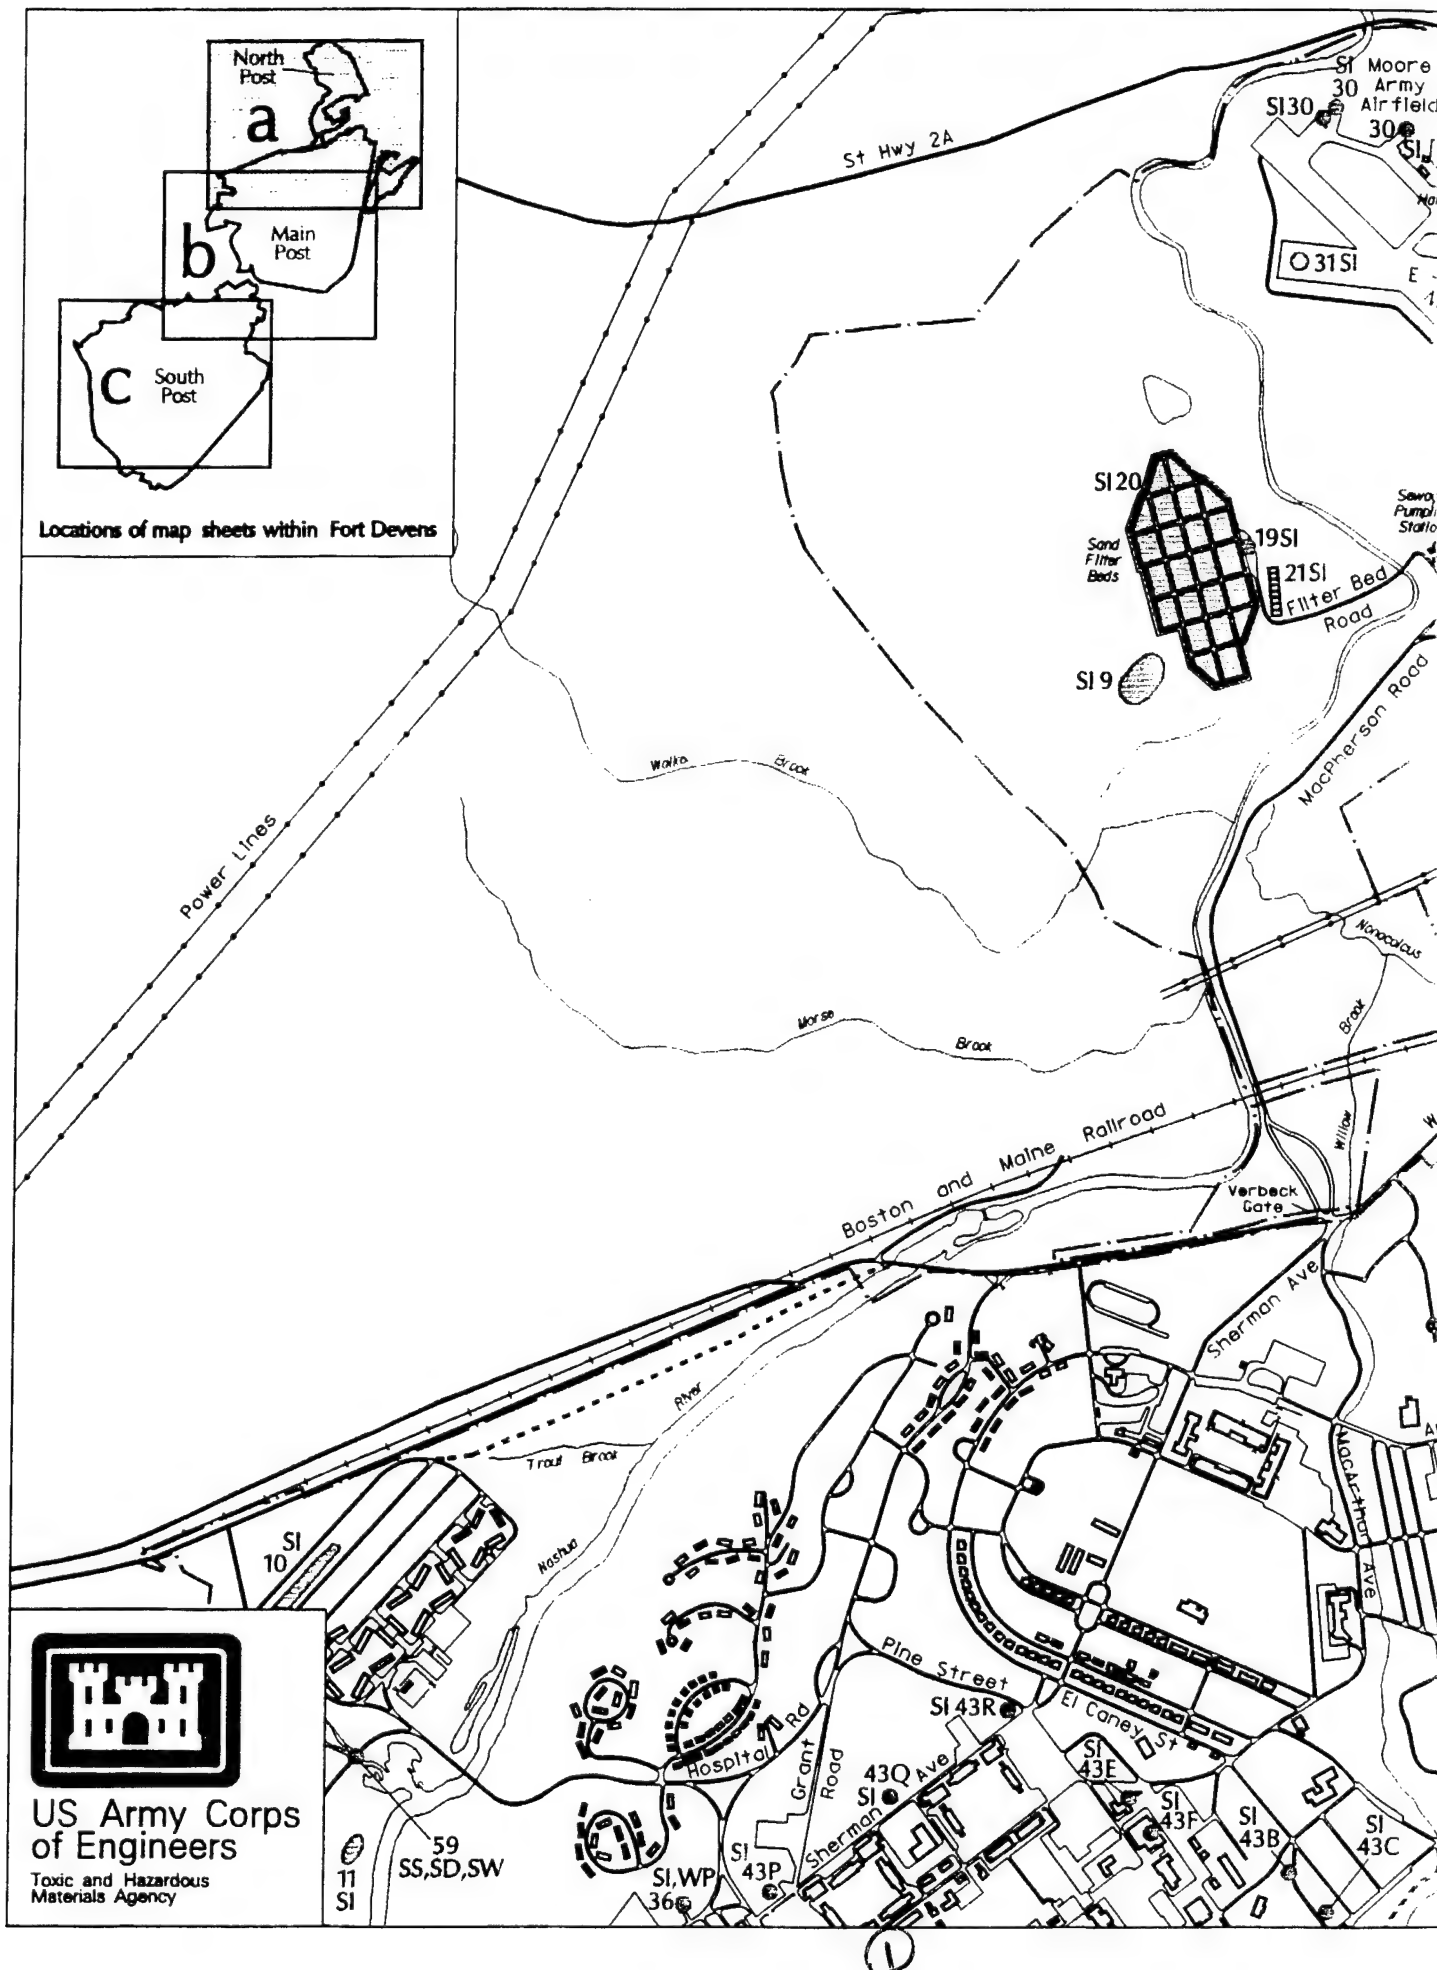 North
Post
a
b
Main
Post
C
South
Post
Locations of map sheets within Fort Devens
St Hwy 2A
SI Moore
30 Army
Airfield
SI30
30
SI
31SI
E
SI20
Sand
Filter
Beds
19SI
21SI
Filter Bed
Road
SI 9
MacPherson Road
Walka Brook
Power Lines
Nonacoicus
Brook
Morse
Brook
Willow
Boston and Maine Railroad
Verbeck
Gate
Sherman Ave
River
Trout Brook
MacArthur
Ave
SI
10
Nashua
Pine Street
SI 43R
El Caney St
Hospital Rd
Grant
Road
43Q
SI
Sherman Ave
SI
43E
SI
43F
SI
43B
SI
43C
US Army Corps
of Engineers
Toxic and Hazardous
Materials Agency
11
SI
59
SS,SD,SW
SI,WP
36
SI
43P
1